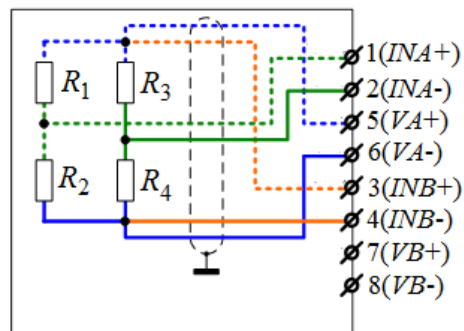 1(INA+)
R1 R3 2(INA-)
5(VA+)
6(VA-)
R2 R4 3(INB+)
4(INB-)
7(VB+)
8(VB-)